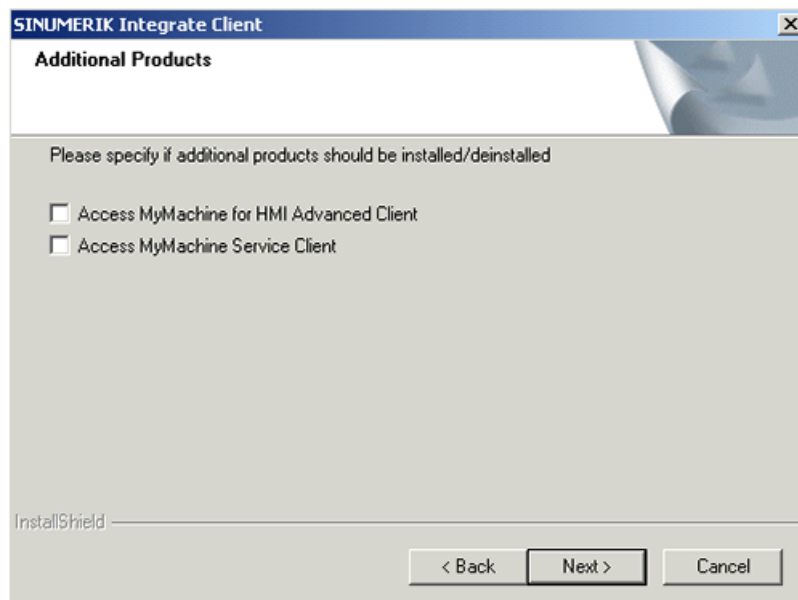 SINUMERIK Integrate Client
Additional Products
Please specify if additional products should be installed/deinstalled
Access MyMachine for HMI Advanced Client
Access MyMachine Service Client
InstallShield
< Back Next > Cancel